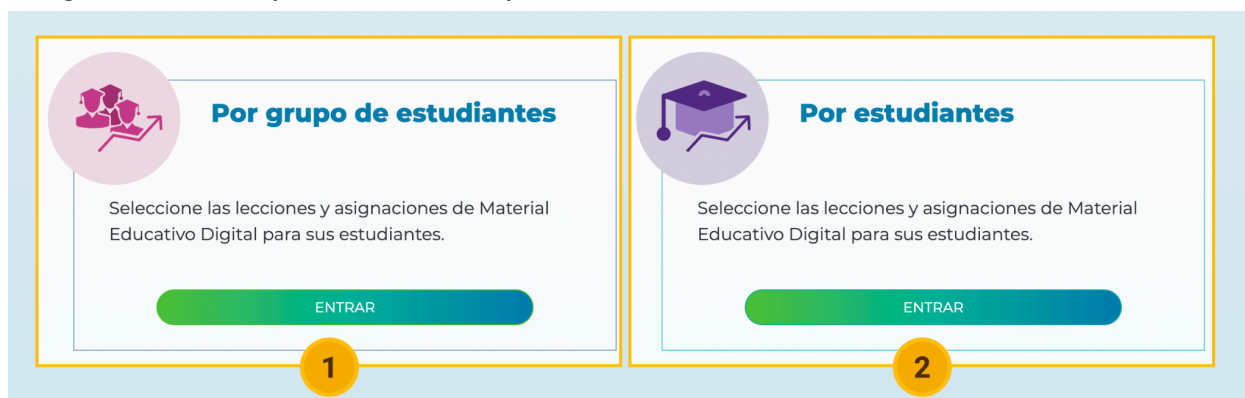 Por grupo de estudiantes
Seleccione las lecciones y asignaciones de Material
Educativo Digital para sus estudiantes.
ENTRAR
1
Por estudiantes
Seleccione las lecciones y asignaciones de Material
Educativo Digital para sus estudiantes.
ENTRAR
2